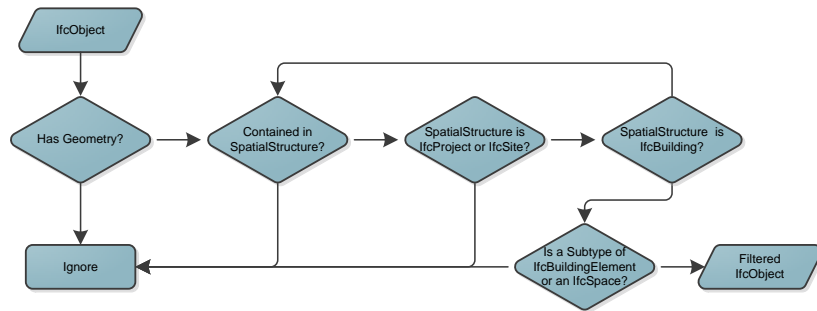 IfcObject
Has Geometry?
Contained in
SpatialStructure?
SpatialStructure is
IfcProject or IfcSite?
SpatialStructure  is
IfcBuilding?
Ignore
Is a Subtype of
IfcBuildingElement
or an IfcSpace?
Filtered
IfcObject